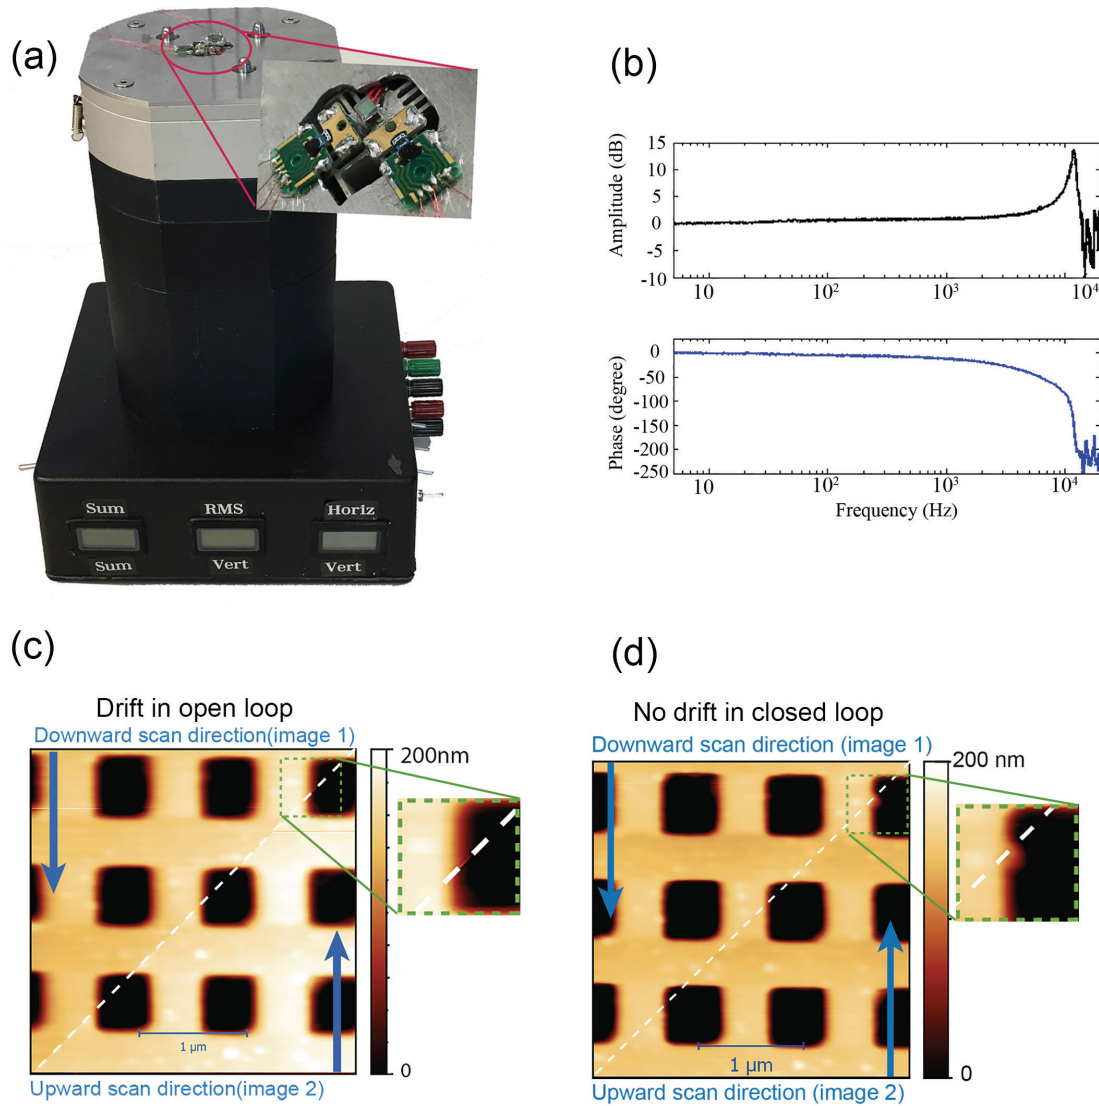 (a)
Sum
RMS
Horiz
Sum
Vert
Vert
(b)
Amplitude (dB)
15
10
5
0
-5
-10
10
10²
10³
10⁴
Phase (degree)
0
-50
-100
-150
-200
-250
10
10²
10³
10⁴
Frequency (Hz)
(c)
Drift in open loop
Downward scan direction(image 1)
200nm
1 µm
0
Upward scan direction(image 2)
(d)
No drift in closed loop
Downward scan direction (image 1)
200 nm
1 µm
0
Upward scan direction (image 2)